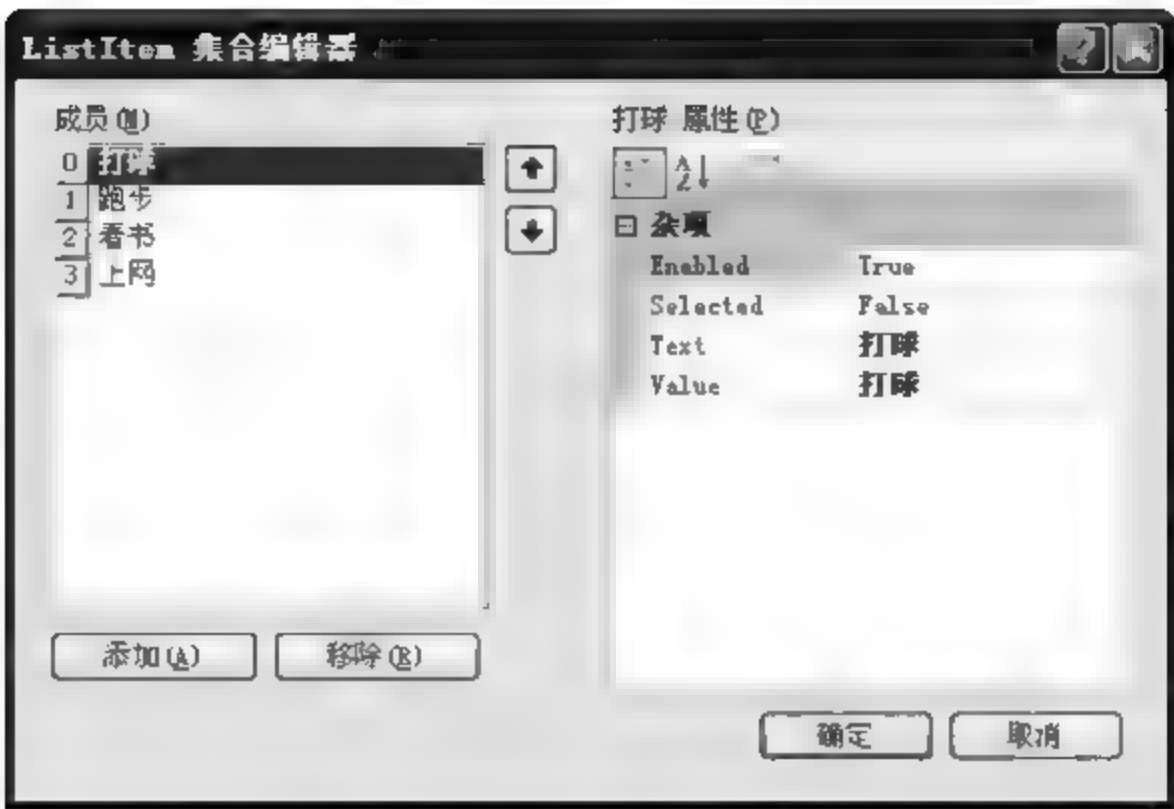 ListItem 集合编辑器
成员(M)
0 打球
1 跑步
2 看书
3 上网
添加(A) 移除(R)
打球 属性(P)
杂项
Enabled True
Selected False
Text 打球
Value 打球
确定 取消